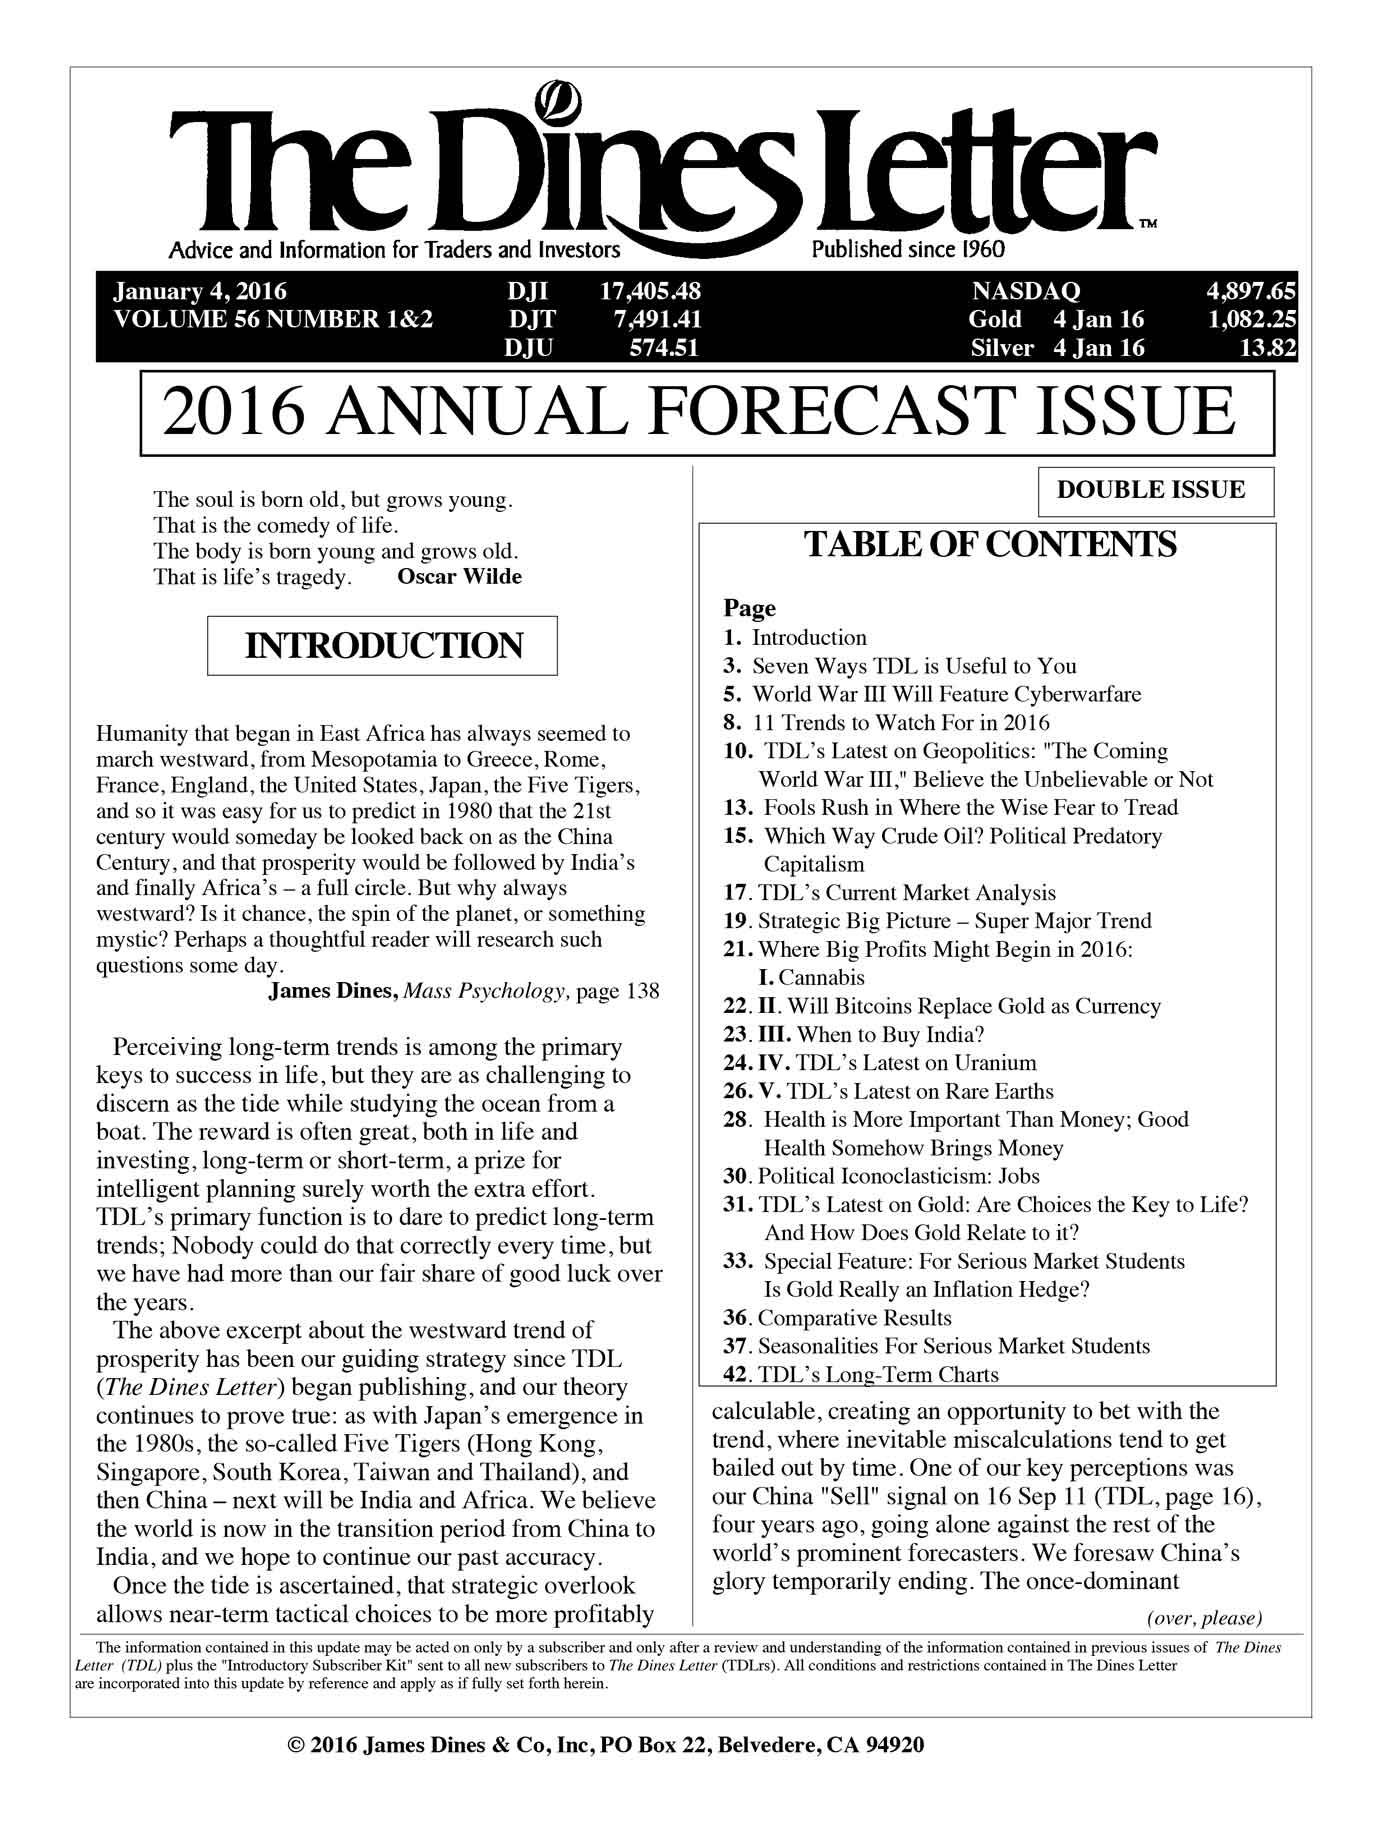 The Dines Letter™
Advice and Information for Traders and Investors
Published since 1960
January 4, 2016 DJI 17,405.48 NASDAQ 4,897.65
VOLUME 56 NUMBER 1&2 DJT 7,491.41 Gold 4 Jan 16 1,082.25
DJU 574.51 Silver 4 Jan 16 13.82
2016 ANNUAL FORECAST ISSUE
The soul is born old, but grows young.
That is the comedy of life.
The body is born young and grows old.
That is life's tragedy. Oscar Wilde
INTRODUCTION
Humanity that began in East Africa has always seemed to
march westward, from Mesopotamia to Greece, Rome,
France, England, the United States, Japan, the Five Tigers,
and so it was easy for us to predict in 1980 that the 21st
century would someday be looked back on as the China
Century, and that prosperity would be followed by India's
and finally Africa's – a full circle. But why always
westward? Is it chance, the spin of the planet, or something
mystic? Perhaps a thoughtful reader will research such
questions some day.
James Dines, Mass Psychology, page 138
Perceiving long-term trends is among the primary
keys to success in life, but they are as challenging to
discern as the tide while studying the ocean from a
boat. The reward is often great, both in life and
investing, long-term or short-term, a prize for
intelligent planning surely worth the extra effort.
TDL's primary function is to dare to predict long-term
trends; Nobody could do that correctly every time, but
we have had more than our fair share of good luck over
the years.
The above excerpt about the westward trend of
prosperity has been our guiding strategy since TDL
(The Dines Letter) began publishing, and our theory
continues to prove true: as with Japan's emergence in
the 1980s, the so-called Five Tigers (Hong Kong,
Singapore, South Korea, Taiwan and Thailand), and
then China – next will be India and Africa. We believe
the world is now in the transition period from China to
India, and we hope to continue our past accuracy.
Once the tide is ascertained, that strategic overlook
allows near-term tactical choices to be more profitably
DOUBLE ISSUE
TABLE OF CONTENTS
Page
1. Introduction
3. Seven Ways TDL is Useful to You
5. World War III Will Feature Cyberwarfare
8. 11 Trends to Watch For in 2016
10. TDL's Latest on Geopolitics: "The Coming
World War III," Believe the Unbelievable or Not
13. Fools Rush in Where the Wise Fear to Tread
15. Which Way Crude Oil? Political Predatory
Capitalism
17. TDL's Current Market Analysis
19. Strategic Big Picture – Super Major Trend
21. Where Big Profits Might Begin in 2016:
I. Cannabis
22. II. Will Bitcoins Replace Gold as Currency
23. III. When to Buy India?
24. IV. TDL's Latest on Uranium
26. V. TDL's Latest on Rare Earths
28. Health is More Important Than Money; Good
Health Somehow Brings Money
30. Political Iconoclasticism: Jobs
31. TDL's Latest on Gold: Are Choices the Key to Life?
And How Does Gold Relate to it?
33. Special Feature: For Serious Market Students
Is Gold Really an Inflation Hedge?
36. Comparative Results
37. Seasonalities For Serious Market Students
42. TDL's Long-Term Charts
calculable, creating an opportunity to bet with the
trend, where inevitable miscalculations tend to get
bailed out by time. One of our key perceptions was
our China "Sell" signal on 16 Sep 11 (TDL, page 16),
four years ago, going alone against the rest of the
world's prominent forecasters. We foresaw China's
glory temporarily ending. The once-dominant
(over, please)
The information contained in this update may be acted on only by a subscriber and only after a review and understanding of the information contained in previous issues of The Dines
Letter (TDL) plus the "Introductory Subscriber Kit" sent to all new subscribers to The Dines Letter (TDLrs). All conditions and restrictions contained in The Dines Letter
are incorporated into this update by reference and apply as if fully set forth herein.
© 2016 James Dines & Co, Inc, PO Box 22, Belvedere, CA 94920